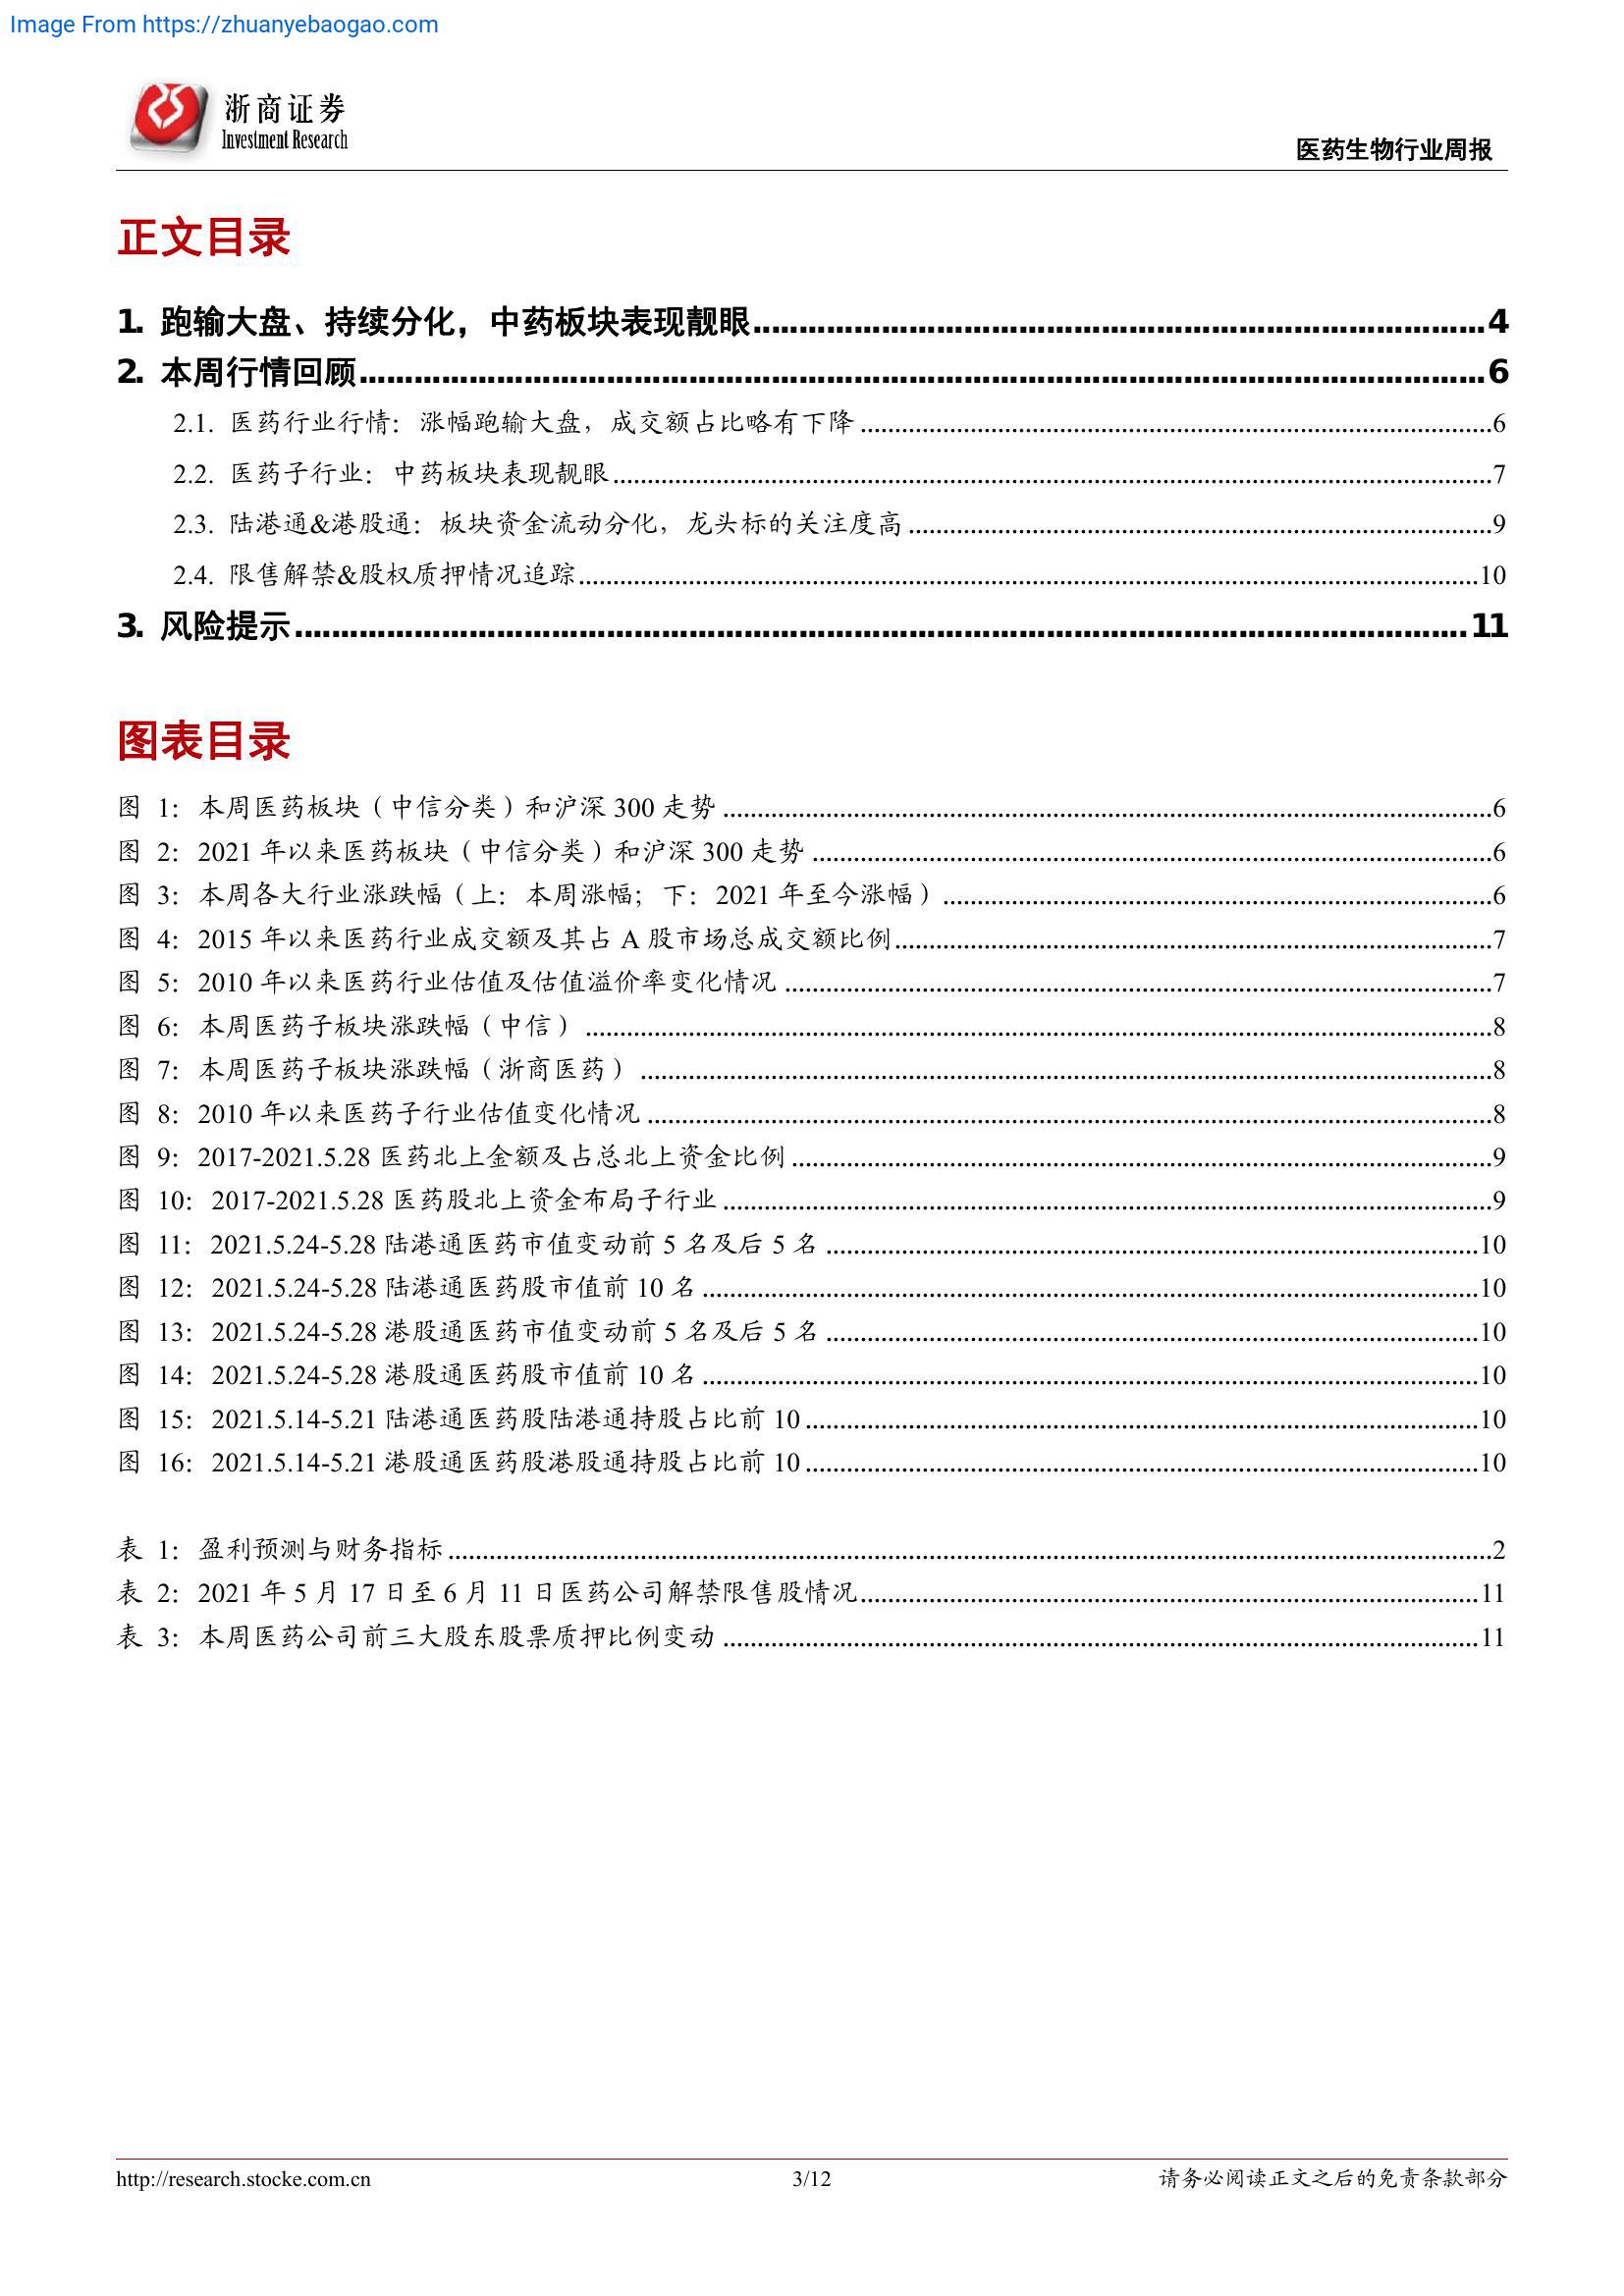 Image From https://zhuanyebaogao.com
浙商证券
Investment Research
医药生物行业周报
正文目录
1. 跑输大盘、持续分化，中药板块表现靓眼........................................4
2. 本周行情回顾........................................6
2.1. 医药行业行情：涨幅跑输大盘，成交额占比略有下降........................................6
2.2. 医药子行业：中药板块表现靓眼........................................7
2.3. 陆港通&港股通：板块资金流动分化，龙头标的关注度高........................................9
2.4. 限售解禁&股权质押情况追踪........................................10
3. 风险提示........................................11
图表目录
图 1：本周医药板块（中信分类）和沪深 300 走势........................................6
图 2：2021 年以来医药板块（中信分类）和沪深 300 走势........................................6
图 3：本周各大行业涨跌幅（上：本周涨幅；下：2021 年至今涨幅）........................................6
图 4：2015 年以来医药行业成交额及其占 A 股市场总成交额比例........................................7
图 5：2010 年以来医药行业估值及估值溢价率变化情况........................................7
图 6：本周医药子板块涨跌幅（中信）........................................8
图 7：本周医药子板块涨跌幅（浙商医药）........................................8
图 8：2010 年以来医药子行业估值变化情况........................................8
图 9：2017-2021.5.28 医药北上金额及占总北上资金比例........................................9
图 10：2017-2021.5.28 医药股北上资金布局子行业........................................9
图 11：2021.5.24-5.28 陆港通医药市值变动前 5 名及后 5 名........................................10
图 12：2021.5.24-5.28 陆港通医药股市值前 10 名........................................10
图 13：2021.5.24-5.28 港股通医药市值变动前 5 名及后 5 名........................................10
图 14：2021.5.24-5.28 港股通医药股市值前 10 名........................................10
图 15：2021.5.14-5.21 陆港通医药股陆港通持股占比前 10........................................10
图 16：2021.5.14-5.21 港股通医药股港股通持股占比前 10........................................10
表 1：盈利预测与财务指标........................................2
表 2：2021 年 5 月 17 日至 6 月 11 日医药公司解禁限售股情况........................................11
表 3：本周医药公司前三大股东股票质押比例变动........................................11
http://research.stocke.com.cn
3/12
请务必阅读正文之后的免责条款部分